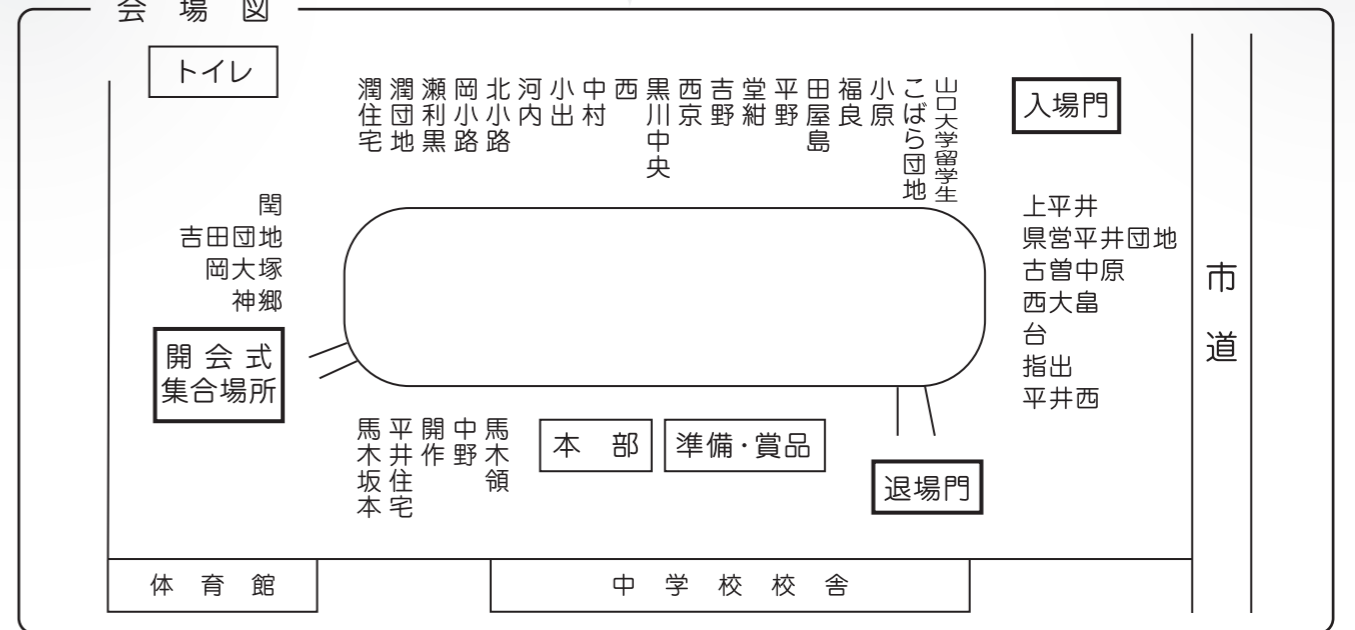 会場図
トイレ
潤住宅
潤団地
瀬利黒
岡小路
北小路
河内
小出
中村
西
黒川中央
西京
吉野
堂紺
平野
田屋島
福良
小原
こばら団地
山口大学留学生
入場門
閏
吉田団地
岡大塚
神郷
開会式
集合場所
上平井
県営平井団地
古曽中原
西大畠
台
指出
平井西
市道
馬木坂本
平井住宅
開作
中野
馬木領
本部
準備・賞品
退場門
体育館
中学校校舎